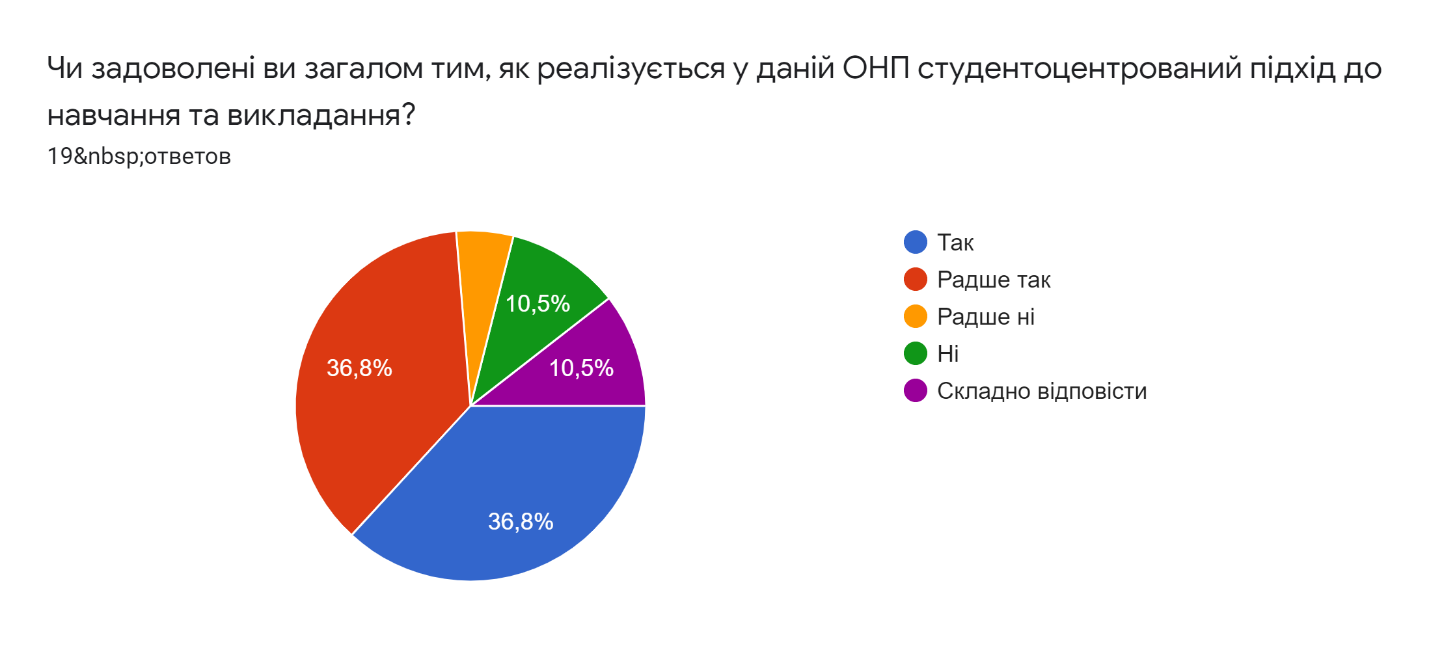 Чи задоволені ви загалом тим, як реалізується у даній ОНП студентоцентрований підхід до
навчання та викладання?
19&nbsp;ответов
10,5%
10,5%
36,8%
36,8%
Так
Радше так
Радше ні
Ні
Складно відповісти